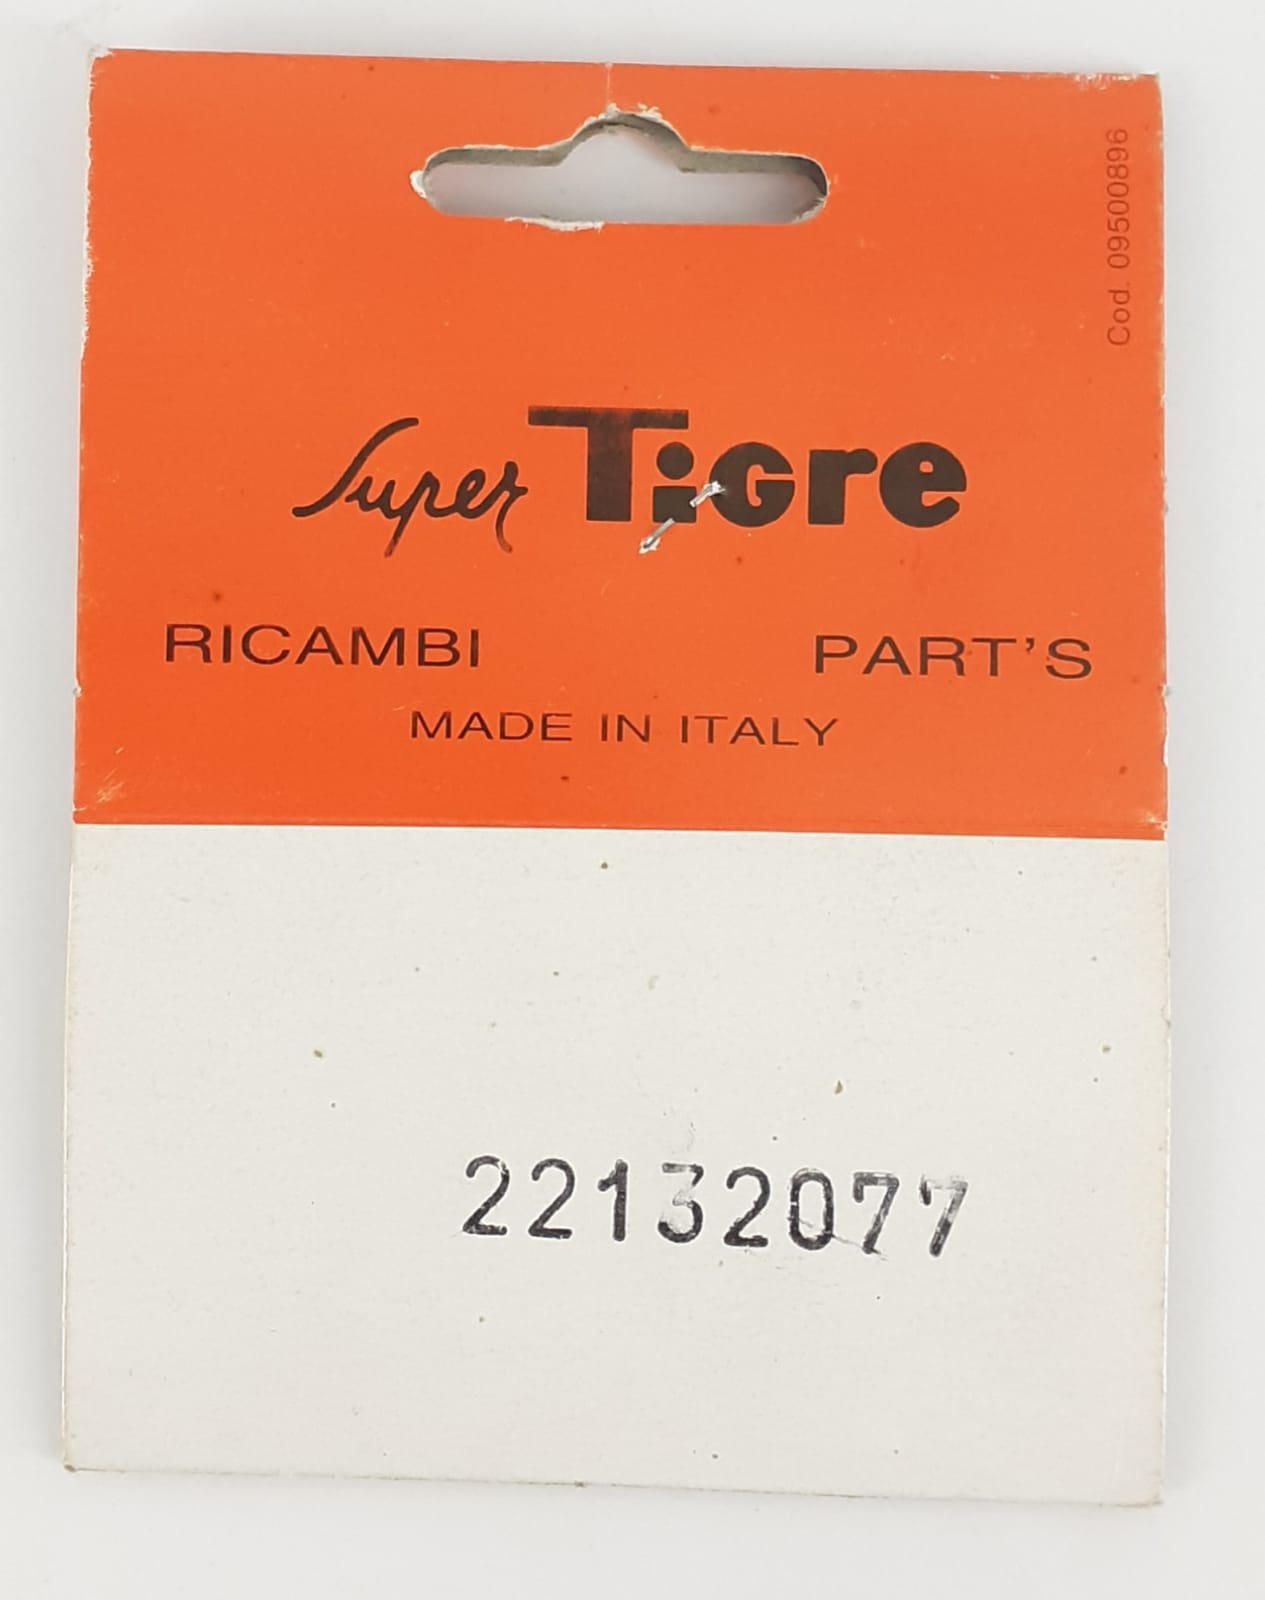 Cod. 09500896
Super TiGre
RICAMBI PART'S
MADE IN ITALY
22132077